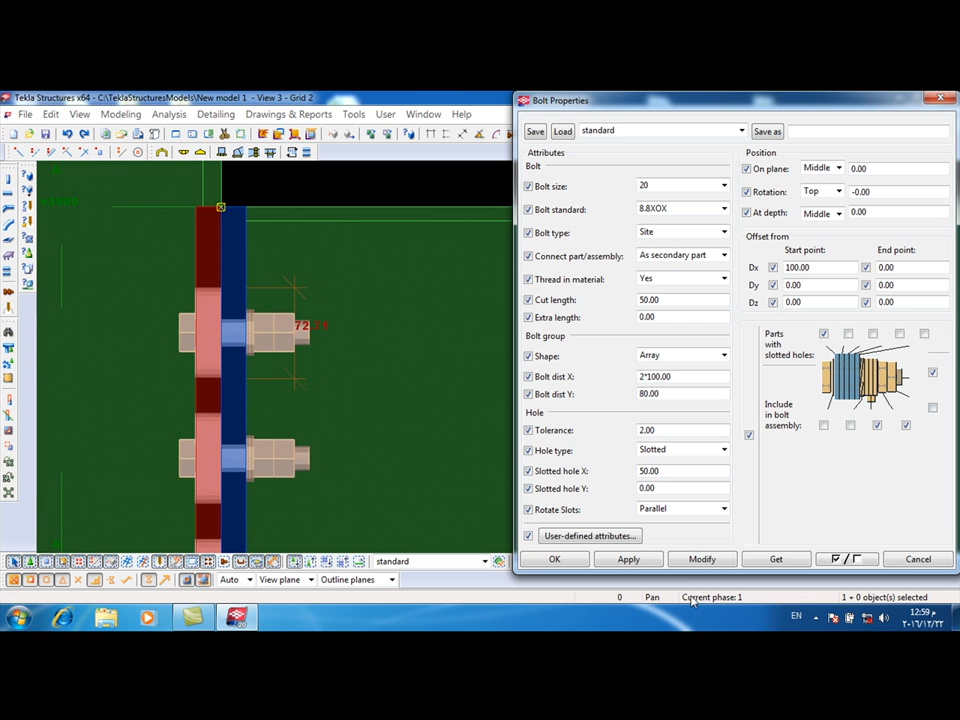 Tekla Structures x64 - C:\TeklaStructuresModels\New model 1 - View 3 - Grid 2
File Edit View Modeling Analysis Detailing Drawings & Reports Tools User Window Help
+3000
standard
Auto View plane Outline planes
Bolt Properties
Save Load standard Save as
Attributes
Bolt
Bolt size: 20
Bolt standard: 8.8XOX
Bolt type: Site
Connect part/assembly: As secondary part
Thread in material: Yes
Cut length: 50.00
Extra length: 0.00
Bolt group
Shape: Array
Bolt dist X: 2*100.00
Bolt dist Y: 80.00
Hole
Tolerance: 2.00
Hole type: Slotted
Slotted hole X: 50.00
Slotted hole Y: 0.00
Rotate Slots: Parallel
User-defined attributes...
Position
On plane: Middle 0.00
Rotation: Top -0.00
At depth: Middle 0.00
Offset from
Start point: End point:
Dx 100.00 0.00
Dy 0.00 0.00
Dz 0.00 0.00
Parts
with
slotted holes:
Include
in bolt
assembly:
OK Apply Modify Get / Cancel
0 Pan Current phase: 1 1 + 0 object(s) selected
EN
12:59 م
٢٠١٦/١٢/٢٢